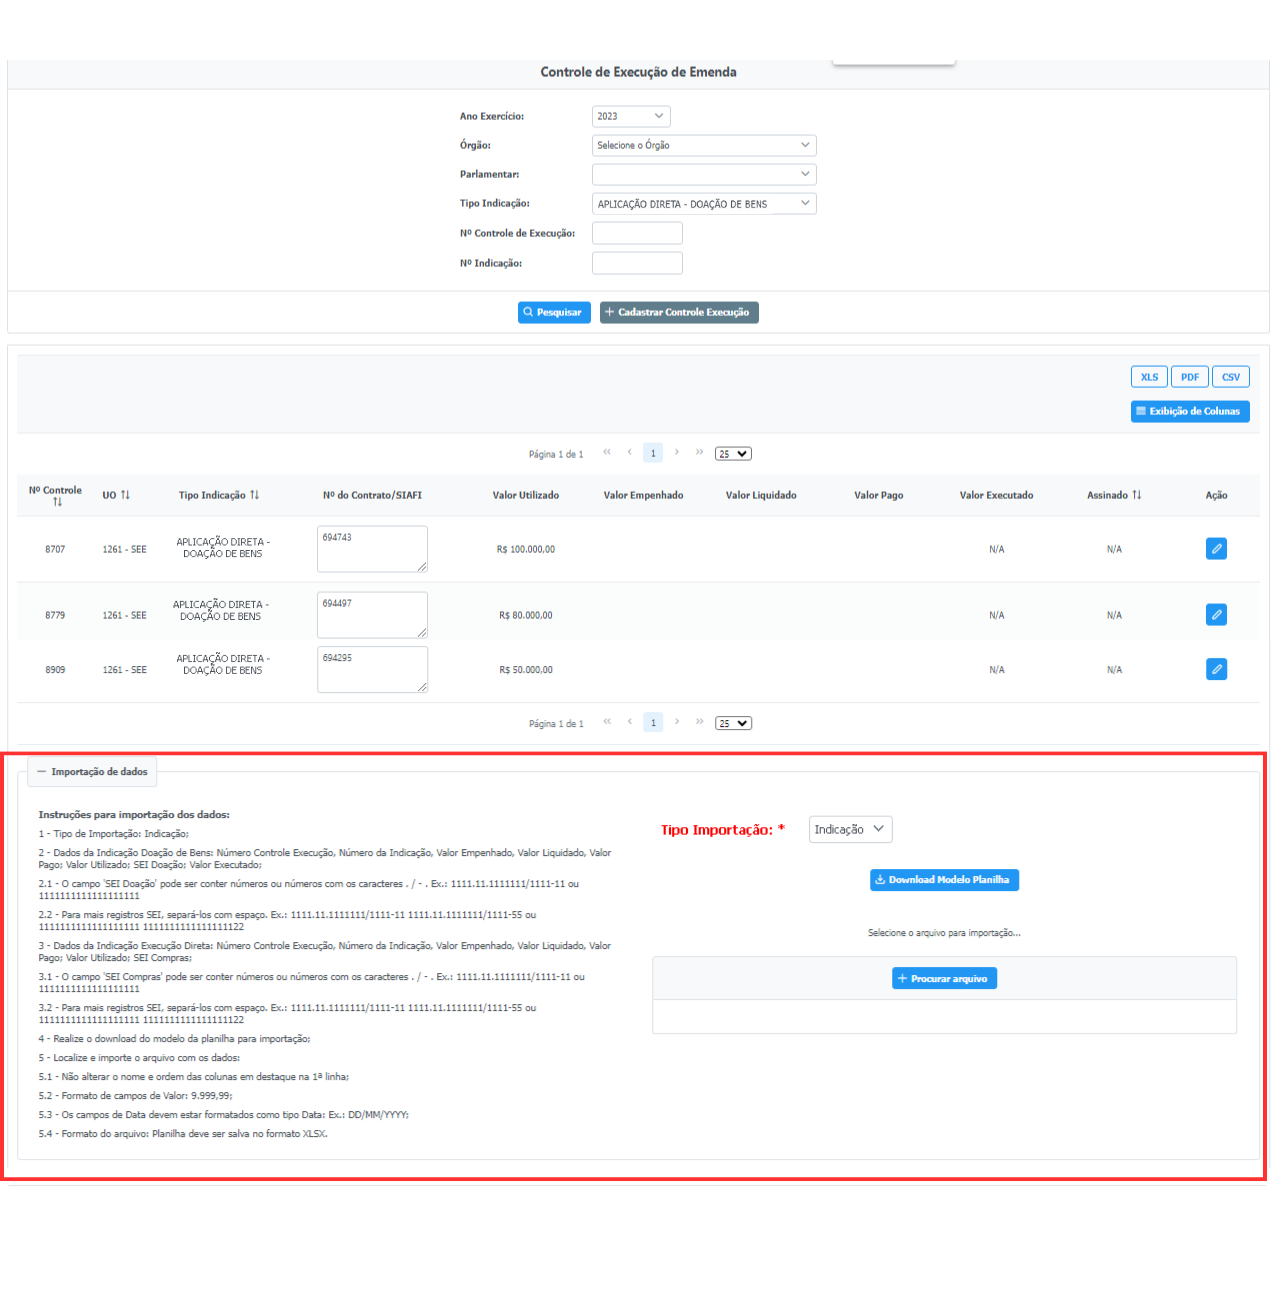 Controle de Execução de Emenda
Ano Exercício: 2023
Órgão: Selecione o Órgão
Parlamentar:
Tipo Indicação: APLICAÇÃO DIRETA - DOAÇÃO DE BENS
Nº Controle de Execução:
Nº Indicação:
Pesquisar + Cadastrar Controle Execução
XLS PDF CSV
Exibição de Colunas
Página 1 de 1 « ‹ 1 › » 25
Nº Controle ↑↓ UO ↑↓ Tipo Indicação ↑↓ Nº do Contrato/SIAFI Valor Utilizado Valor Empenhado Valor Liquidado Valor Pago Valor Executado Assinado ↑↓ Ação
8707 1261 - SEE APLICAÇÃO DIRETA - DOAÇÃO DE BENS 694743 R$ 100.000,00 N/A N/A
8779 1261 - SEE APLICAÇÃO DIRETA - DOAÇÃO DE BENS 694497 R$ 80.000,00 N/A N/A
8909 1261 - SEE APLICAÇÃO DIRETA - DOAÇÃO DE BENS 694295 R$ 50.000,00 N/A N/A
Página 1 de 1 « ‹ 1 › » 25
— Importação de dados
Instruções para importação dos dados:
1 - Tipo de Importação: Indicação;
2 - Dados da Indicação Doação de Bens: Número Controle Execução, Número da Indicação, Valor Empenhado, Valor Liquidado, Valor
Pago; Valor Utilizado; SEI Doação; Valor Executado;
2.1 - O campo 'SEI Doação' pode ser conter números ou números com os caracteres . / - . Ex.: 1111.11.1111111/1111-11 ou
1111111111111111111
2.2 - Para mais registros SEI, separá-los com espaço. Ex.: 1111.11.1111111/1111-11 1111.11.1111111/1111-55 ou
1111111111111111111 1111111111111111122
3 - Dados da Indicação Execução Direta: Número Controle Execução, Número da Indicação, Valor Empenhado, Valor Liquidado, Valor
Pago; Valor Utilizado; SEI Compras;
3.1 - O campo 'SEI Compras' pode ser conter números ou números com os caracteres . / - . Ex.: 1111.11.1111111/1111-11 ou
1111111111111111111
3.2 - Para mais registros SEI, separá-los com espaço. Ex.: 1111.11.1111111/1111-11 1111.11.1111111/1111-55 ou
1111111111111111111 1111111111111111122
4 - Realize o download do modelo da planilha para importação;
5 - Localize e importe o arquivo com os dados:
5.1 - Não alterar o nome e ordem das colunas em destaque na 1ª linha;
5.2 - Formato de campos de Valor: 9.999,99;
5.3 - Os campos de Data devem estar formatados como tipo Data: Ex.: DD/MM/YYYY;
5.4 - Formato do arquivo: Planilha deve ser salva no formato XLSX.
Tipo Importação: * Indicação
Download Modelo Planilha
Selecione o arquivo para importação...
+ Procurar arquivo